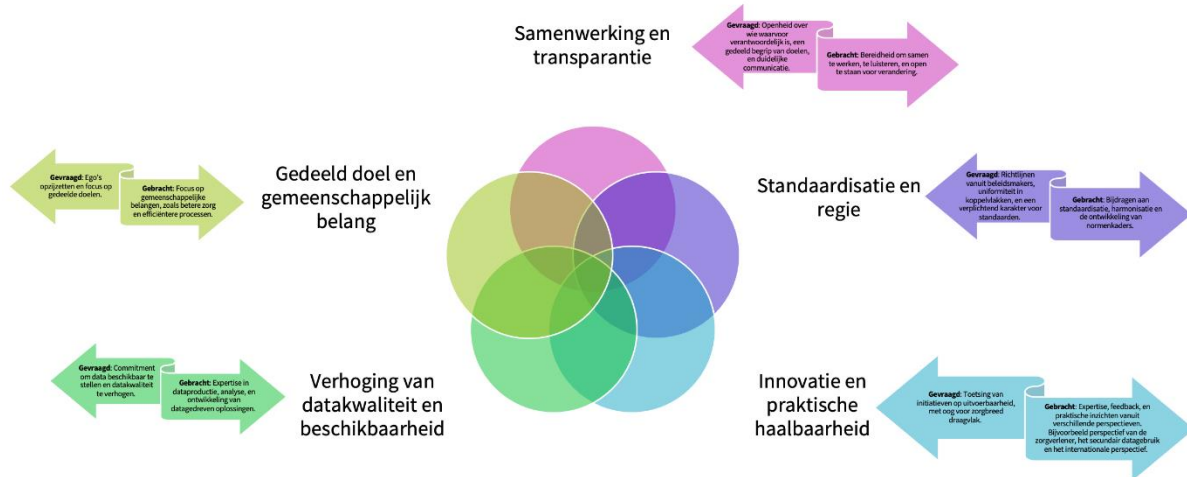 Samenwerking en
transparantie
Gevraagd: Openheid over
wie waarvoor
verantwoordelijk is, een
gedeeld begrip van doelen,
en duidelijke
communicatie.
Gebracht: Bereidheid om samen
te werken, te luisteren, en open
te staan voor verandering.
Gevraagd: Ego's
opzijzetten en focus op
gedeelde doelen.
Gebracht: Focus op
gemeenschappelijke
belangen, zoals betere zorg
en efficiëntere processen.
Gedeeld doel en
gemeenschappelijk
belang
Standaardisatie en
regie
Gevraagd: Richtlijnen
vanuit beleidsmakers,
uniformiteit in
koppelvlakken, en een
verplichtend karakter voor
standaarden.
Gebracht: Bijdragen aan
standaardisatie, harmonisatie en
de ontwikkeling van
normenkaders.
Gevraagd: Commitment
om data beschikbaar te
stellen en datakwaliteit
te verhogen.
Gebracht: Expertise in
dataproductie, analyse, en
ontwikkeling van
datagedreven oplossingen.
Verhoging van
datakwaliteit en
beschikbaarheid
Innovatie en
praktische
haalbaarheid
Gevraagd: Toetsing van
initiatieven op uitvoerbaarheid,
met oog voor zorgbreed
draagvlak.
Gebracht: Expertise, feedback, en
praktische inzichten vanuit
verschillende perspectieven.
Bijvoorbeeld perspectief van de
zorgverlener, het secundair datagebruik
en het internationale perspectief.